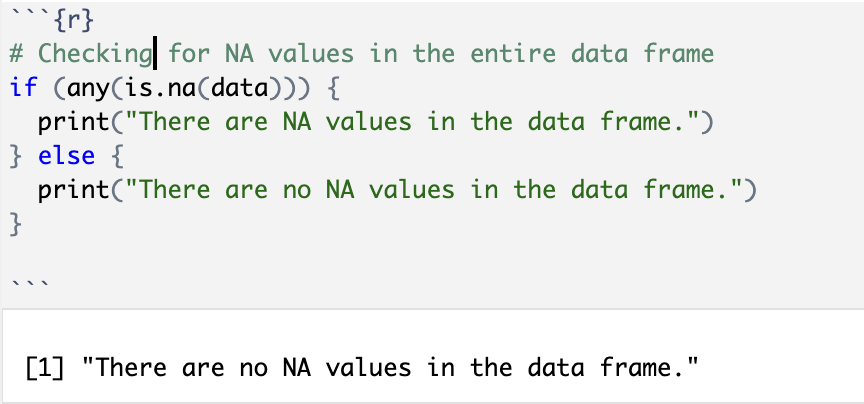 ```{r}
# Checking for NA values in the entire data frame
if (any(is.na(data))) {
  print("There are NA values in the data frame.")
} else {
  print("There are no NA values in the data frame.")
}
```
[1] "There are no NA values in the data frame."